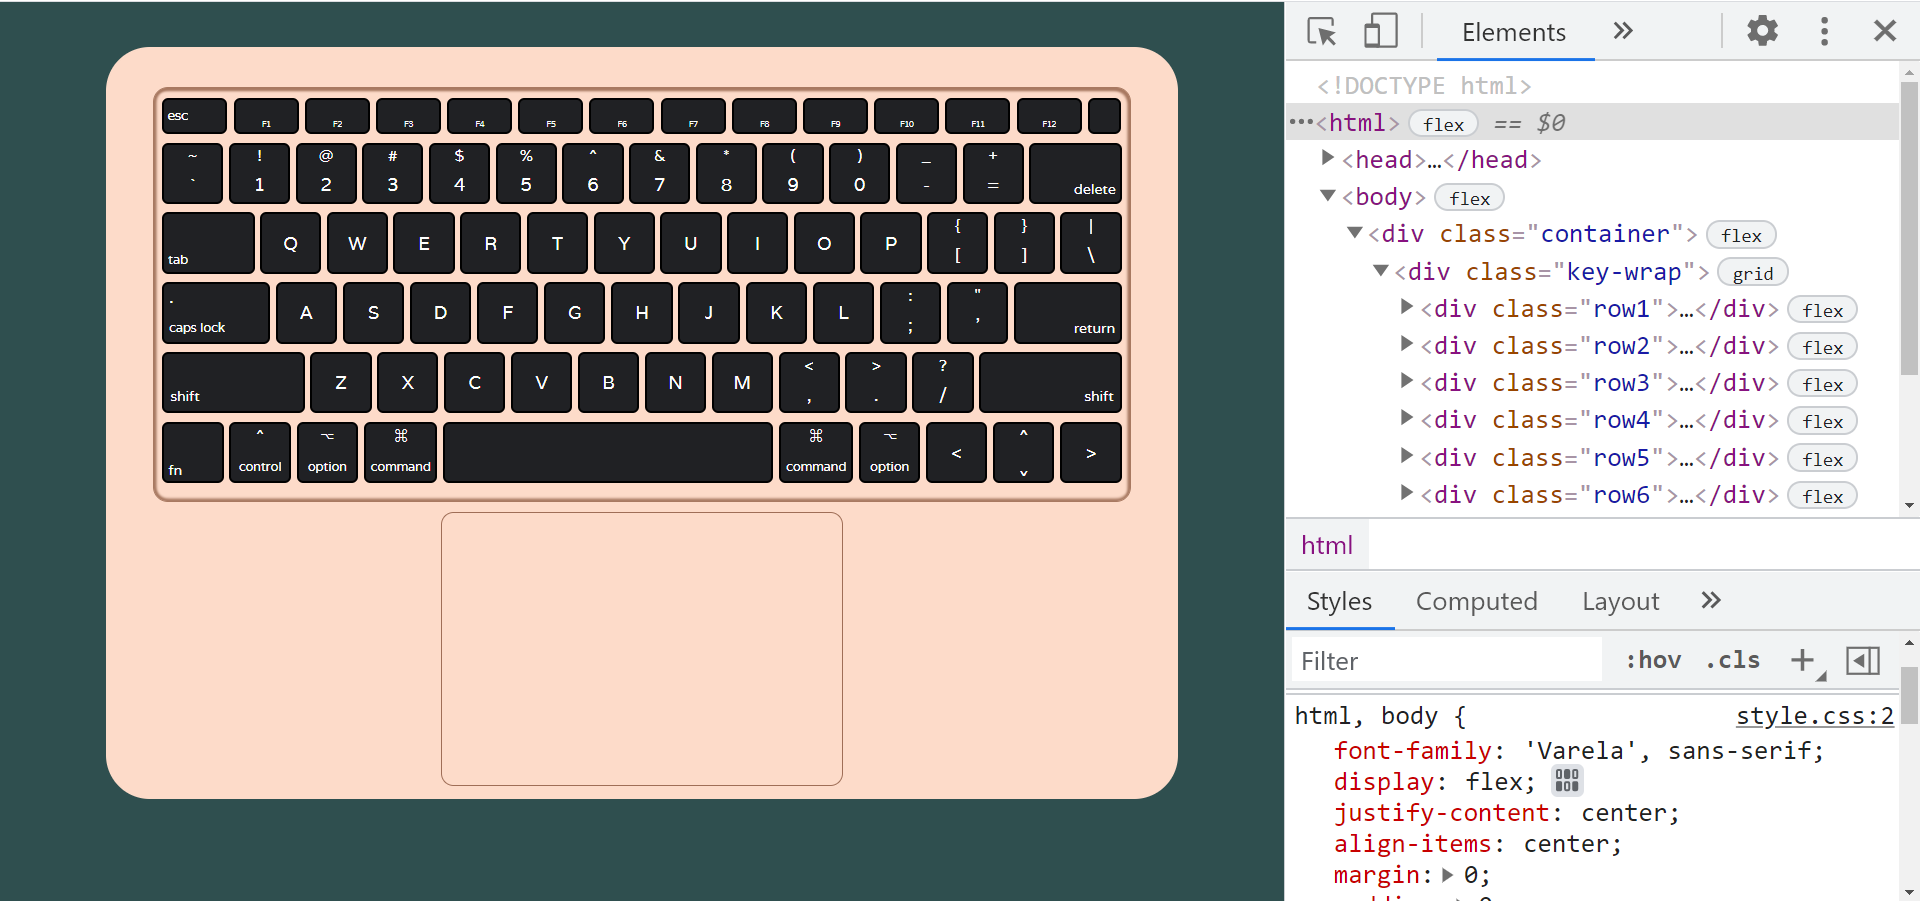 esc F1 F2 F3 F4 F5 F6 F7 F8 F9 F10 F11 F12
~ ! @ # $ % ^ & * ( ) _ +
` 1 2 3 4 5 6 7 8 9 0 - = delete
{ } |
tab Q W E R T Y U I O P [ ] \
. : "
caps lock A S D F G H J K L ; ' return
< > ?
shift Z X C V B N M , . / shift
^ ⌥ ⌘ ⌘ ⌥ ^
fn control option command command option < ⌄ >
Elements
<!DOCTYPE html>
<html> flex == $0
<head>…</head>
<body> flex
<div class="container"> flex
<div class="key-wrap"> grid
<div class="row1">…</div> flex
<div class="row2">…</div> flex
<div class="row3">…</div> flex
<div class="row4">…</div> flex
<div class="row5">…</div> flex
<div class="row6">…</div> flex
html
Styles Computed Layout
Filter :hov .cls
html, body { style.css:2
font-family: 'Varela', sans-serif;
display: flex;
justify-content: center;
align-items: center;
margin: 0;